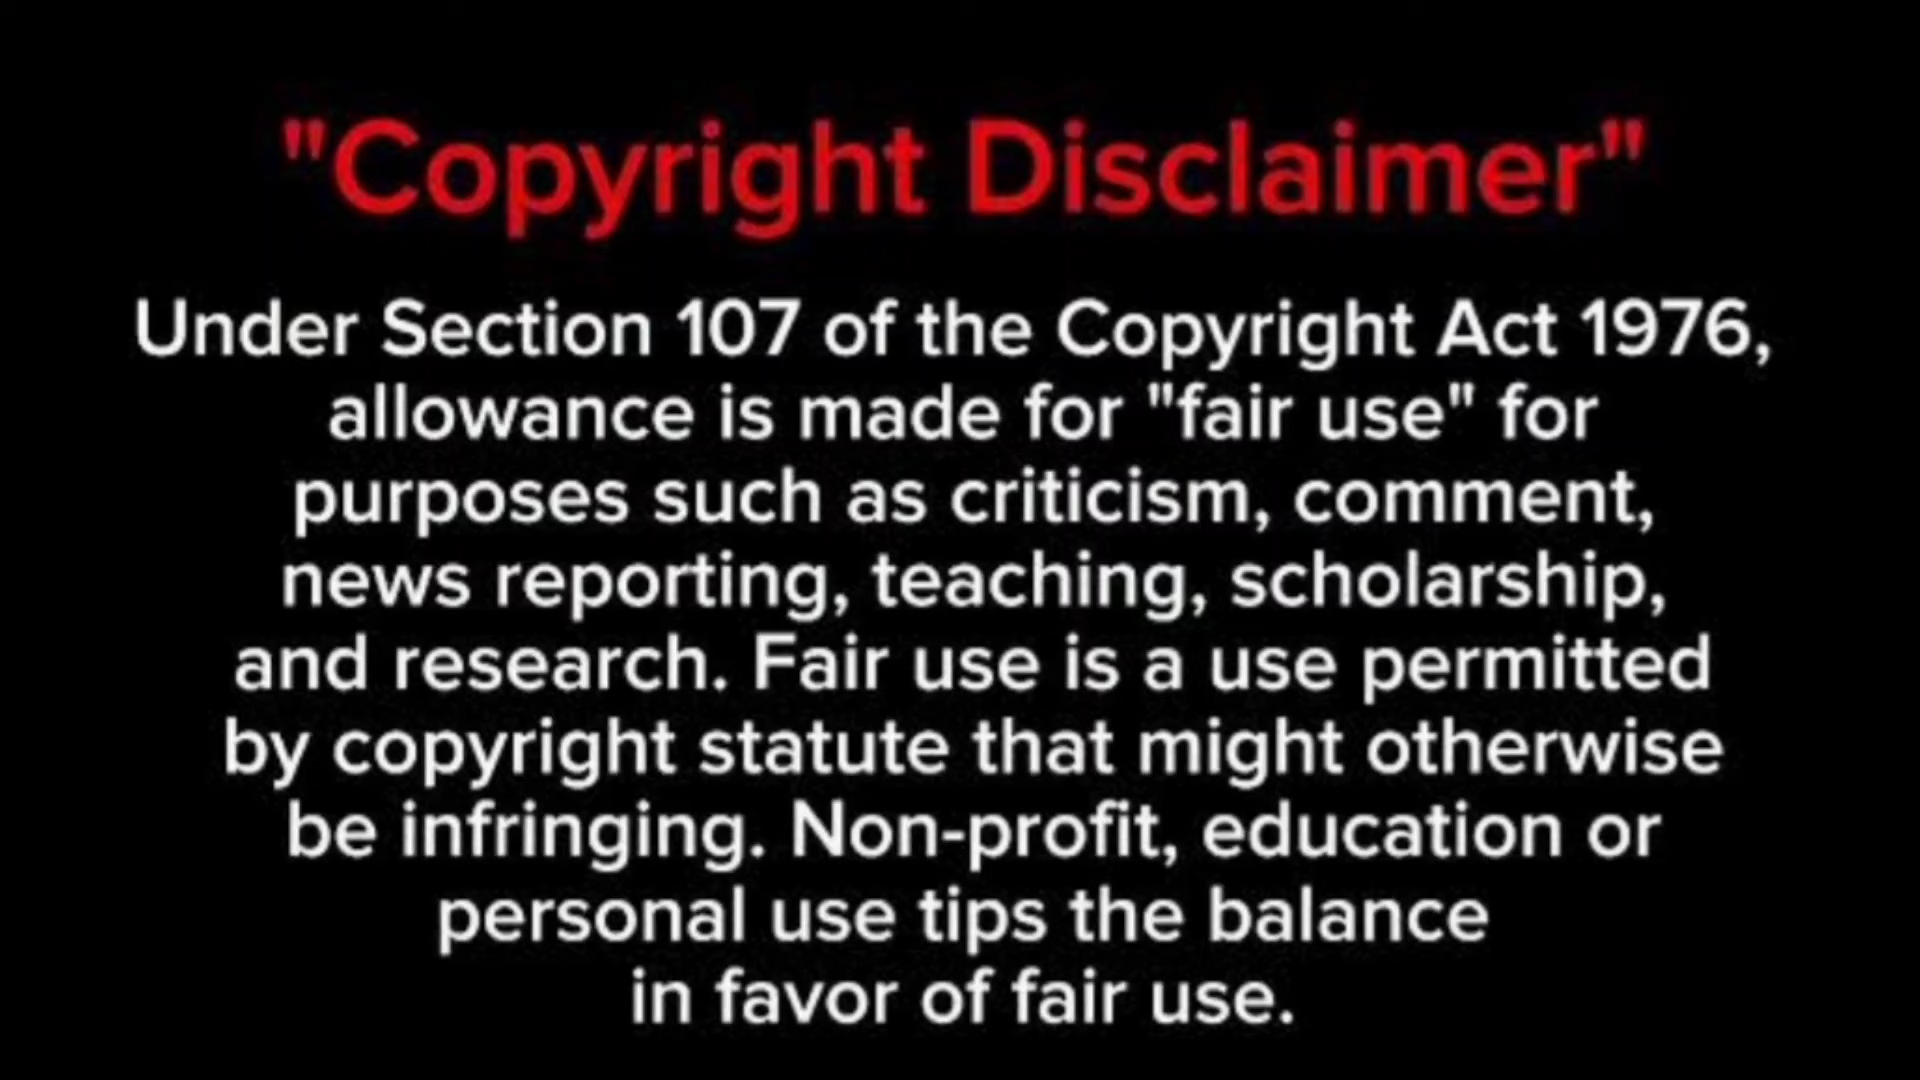 "Copyright Disclaimer"
Under Section 107 of the Copyright Act 1976,
allowance is made for "fair use" for
purposes such as criticism, comment,
news reporting, teaching, scholarship,
and research. Fair use is a use permitted
by copyright statute that might otherwise
be infringing. Non-profit, education or
personal use tips the balance
in favor of fair use.